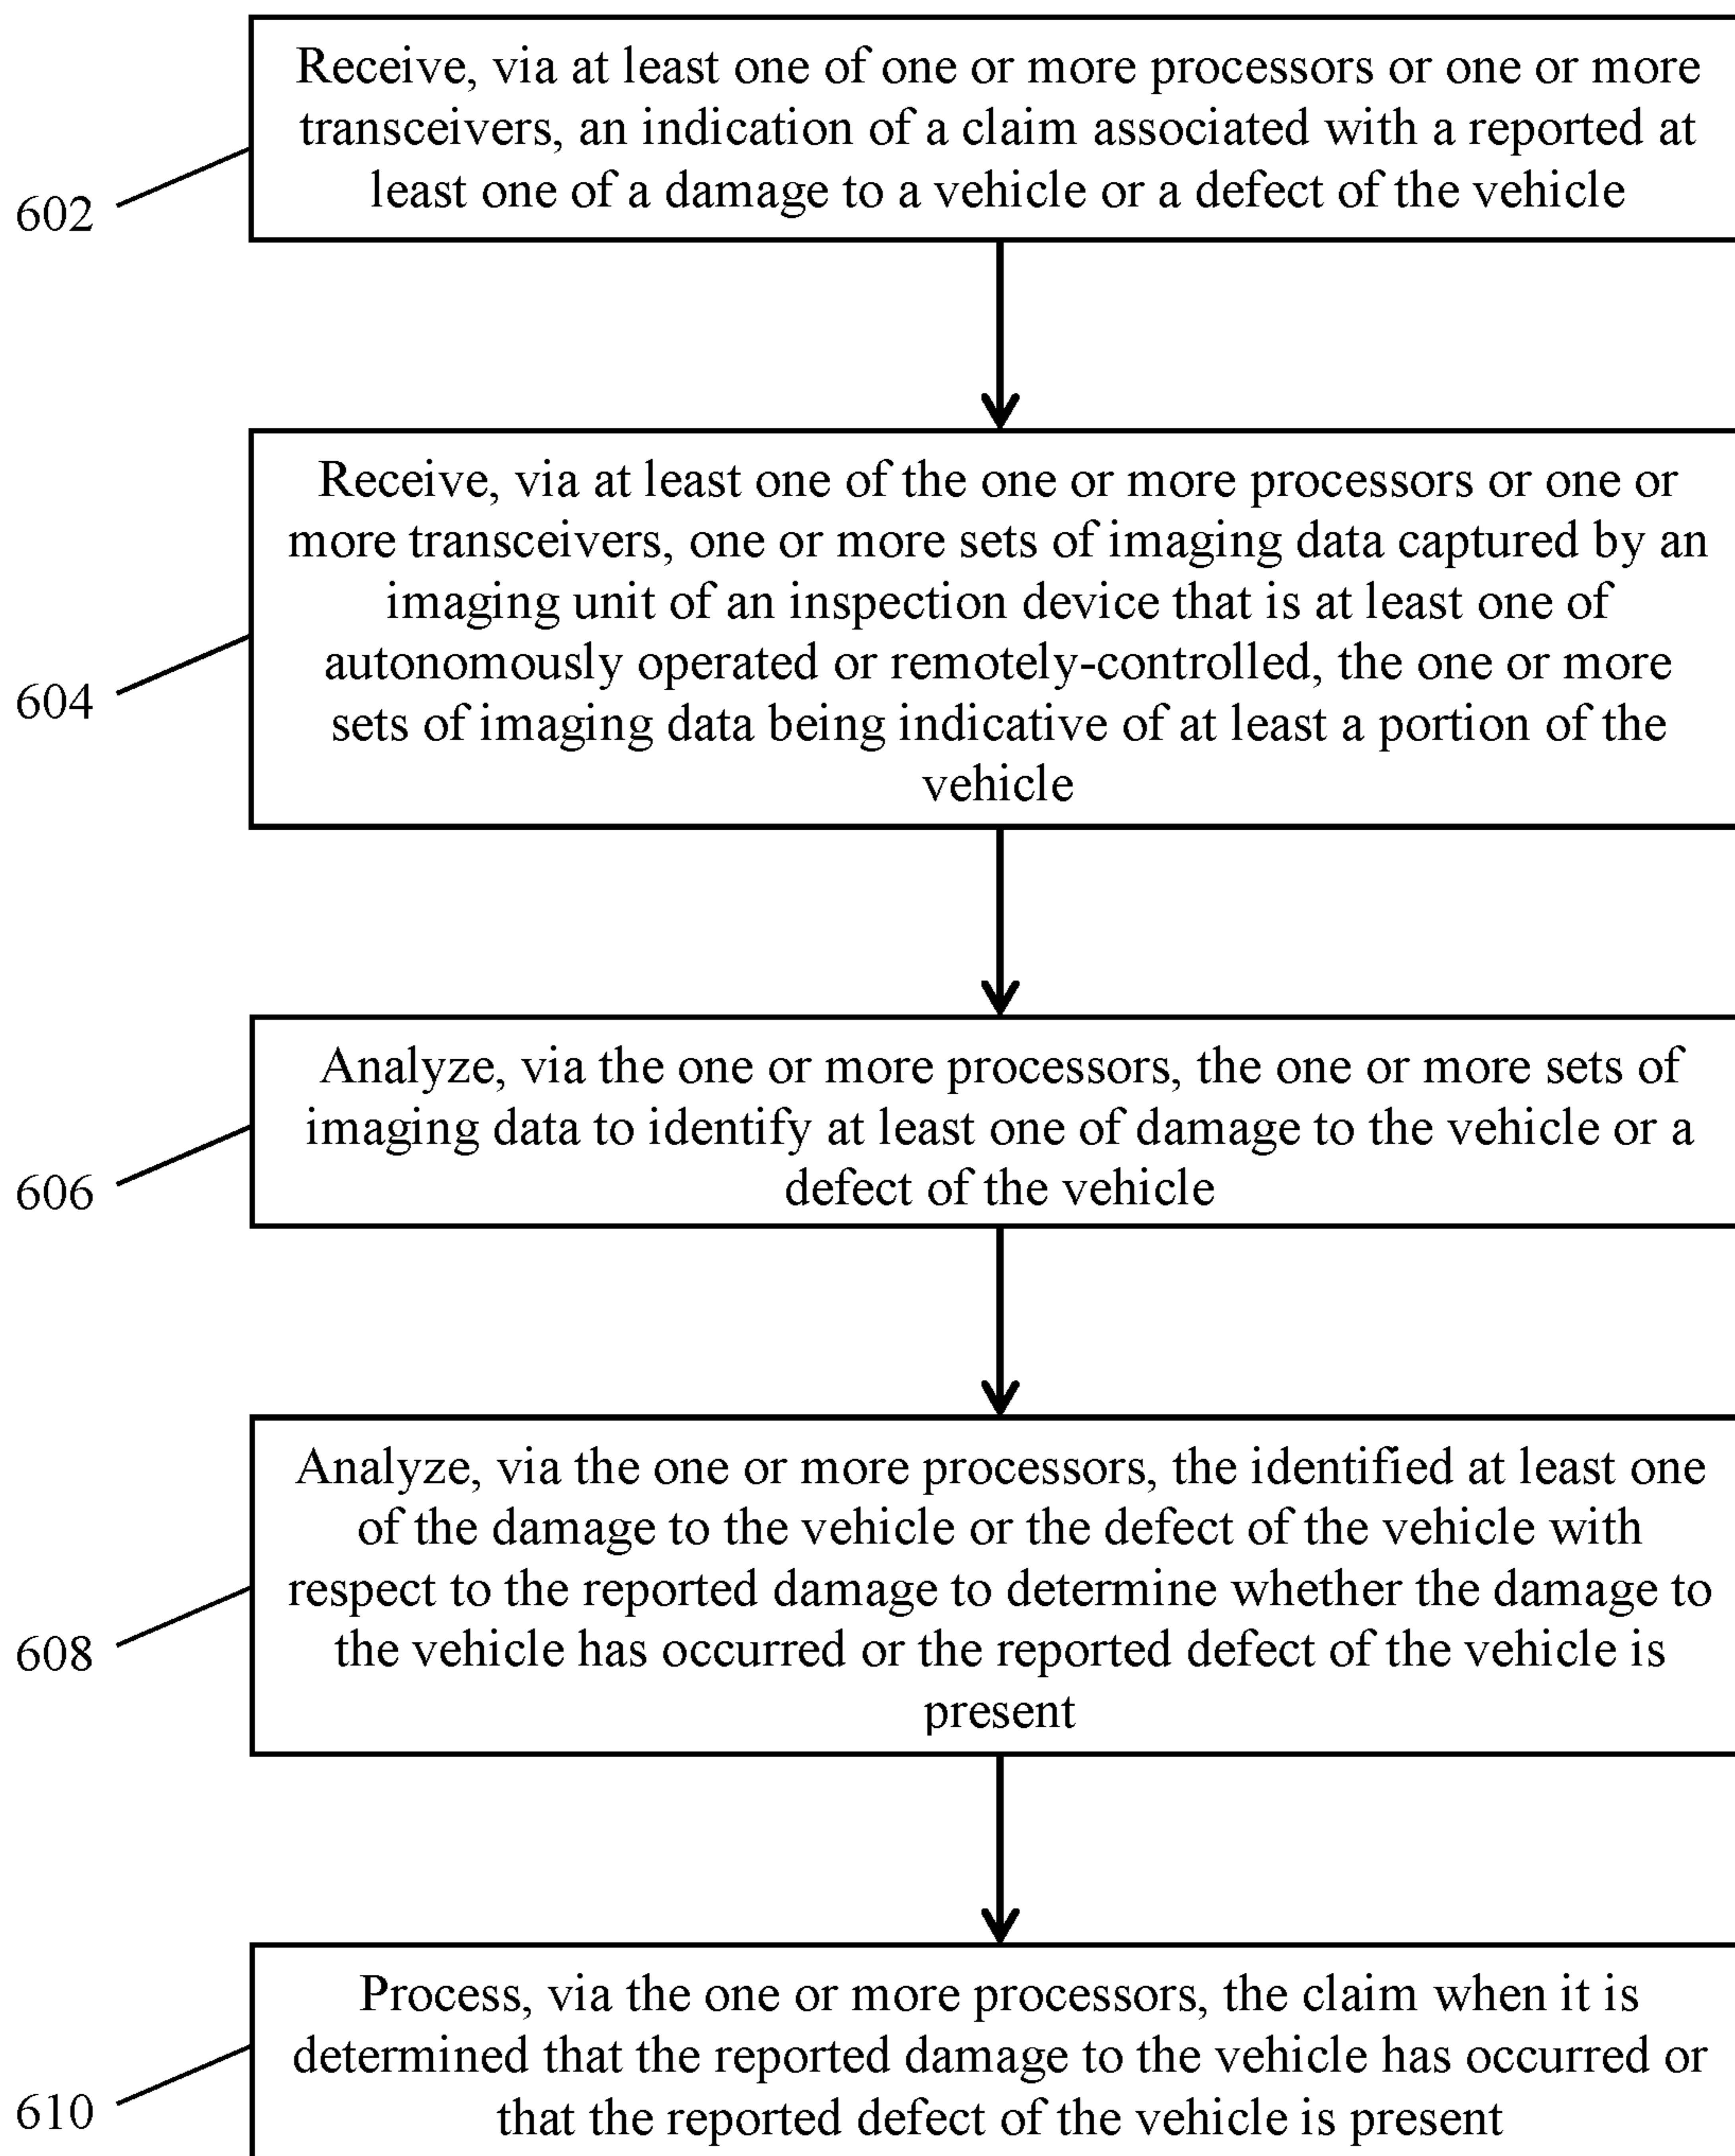 Receive, via at least one of one or more processors or one or more
transceivers, an indication of a claim associated with a reported at
least one of a damage to a vehicle or a defect of the vehicle
602
Receive, via at least one of the one or more processors or one or
more transceivers, one or more sets of imaging data captured by an
imaging unit of an inspection device that is at least one of
autonomously operated or remotely-controlled, the one or more
sets of imaging data being indicative of at least a portion of the
vehicle
604
Analyze, via the one or more processors, the one or more sets of
imaging data to identify at least one of damage to the vehicle or a
defect of the vehicle
606
Analyze, via the one or more processors, the identified at least one
of the damage to the vehicle or the defect of the vehicle with
respect to the reported damage to determine whether the damage to
the vehicle has occurred or the reported defect of the vehicle is
present
608
Process, via the one or more processors, the claim when it is
determined that the reported damage to the vehicle has occurred or
that the reported defect of the vehicle is present
610